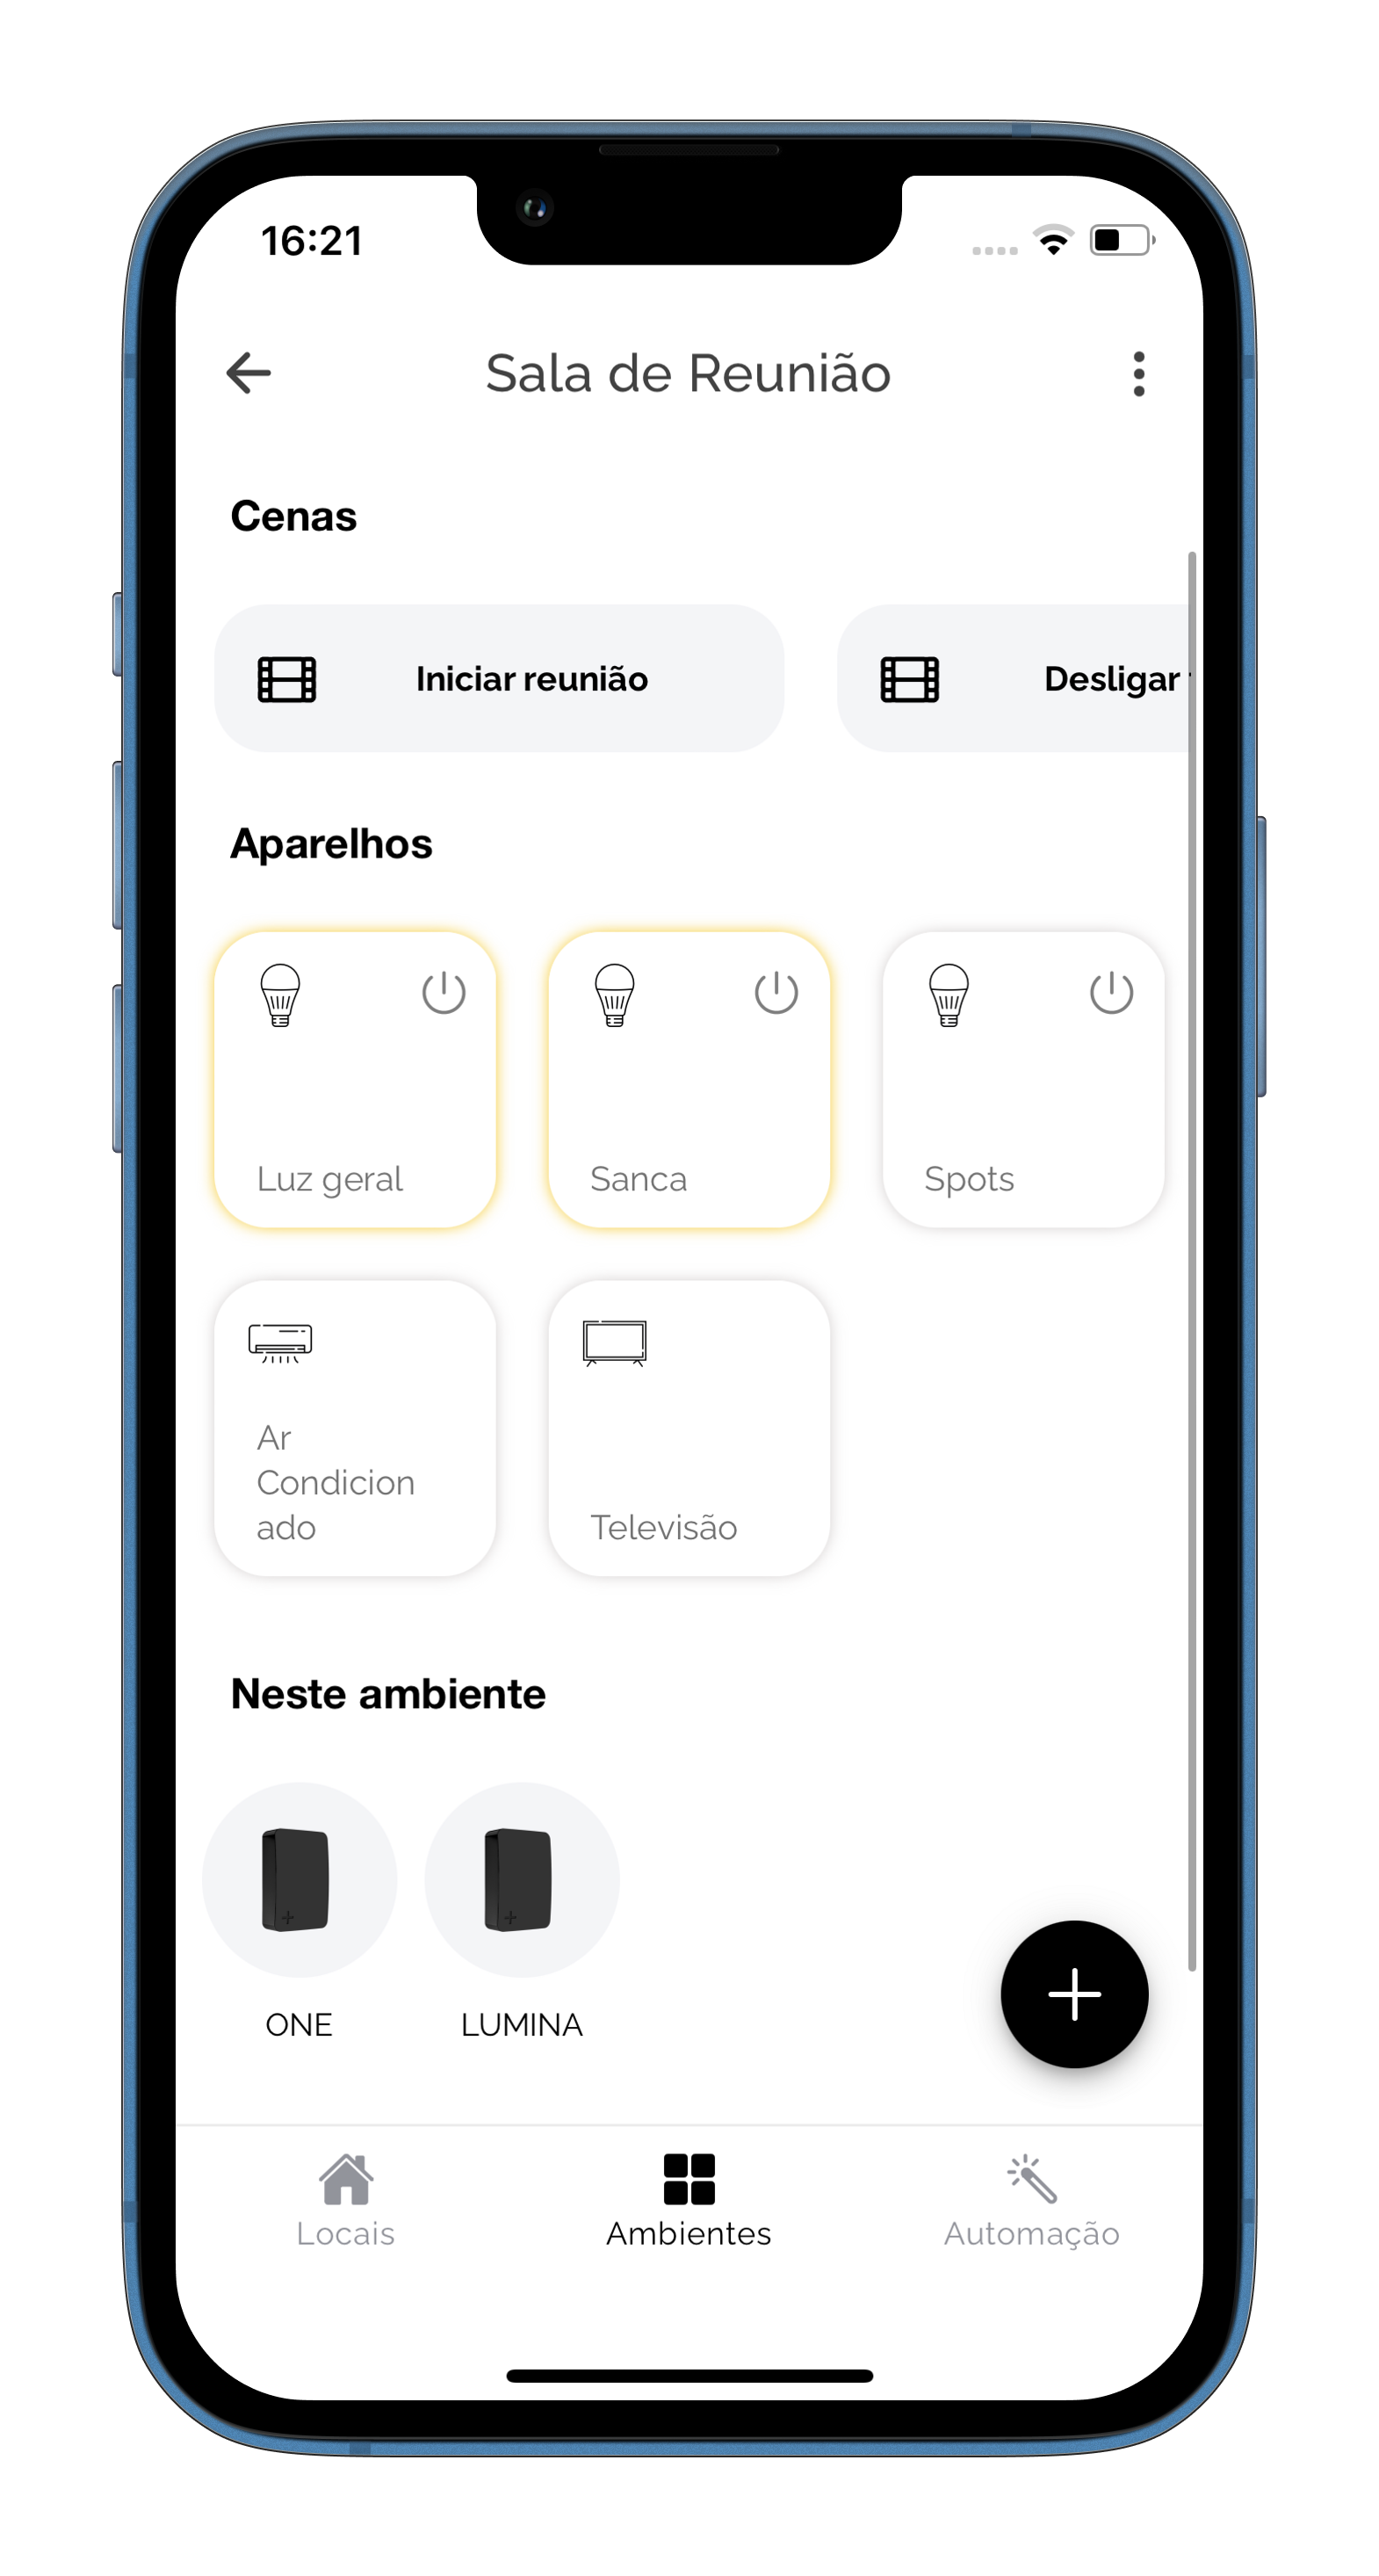 16:21
Sala de Reunião
Cenas
Iniciar reunião
Desligar
Aparelhos
Luz geral
Sanca
Spots
Ar
Condicion
ado
Televisão
Neste ambiente
ONE
LUMINA
Locais
Ambientes
Automação